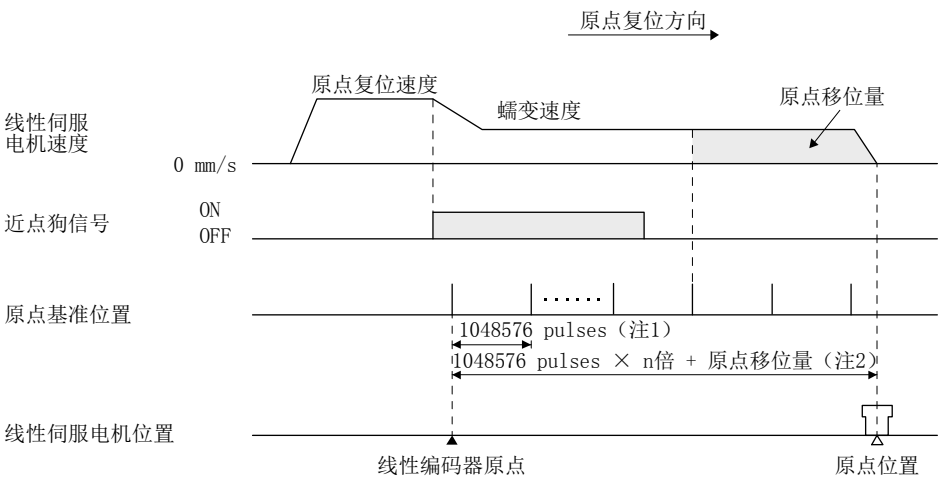 原点复位方向
原点复位速度
蠕变速度
原点移位量
线性伺服
电机速度
0 mm/s
近点狗信号
ON
OFF
原点基准位置
1048576 pulses（注1）
1048576 pulses × n倍 + 原点移位量（注2）
线性伺服电机位置
线性编码器原点
原点位置